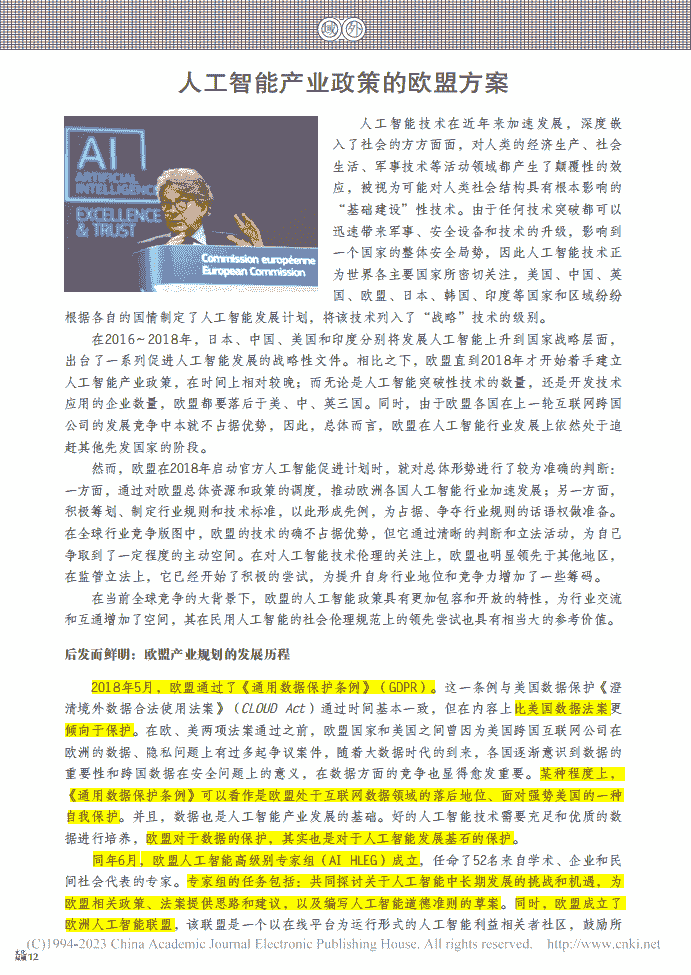 域外
人工智能产业政策的欧盟方案
AI
ARTIFICIAL
INTELLIGENCE
EXCELLENCE
& TRUST
Commission européenne
European Commission
人工智能技术在近年来加速发展，深度嵌
入了社会的方方面面，对人类的经济生产、社会
生活、军事技术等活动领域都产生了颠覆性的效
应，被视为可能对人类社会结构具有根本影响的
“基础建设”性技术。由于任何技术突破都可以
迅速带来军事、安全设备和技术的升级，影响到
一个国家的整体安全局势，因此人工智能技术正
为世界各主要国家所密切关注，美国、中国、英
国、欧盟、日本、韩国、印度等国家和区域纷纷
根据各自的国情制定了人工智能发展计划，将该技术列入了“战略”技术的级别。
在2016～2018年，日本、中国、美国和印度分别将发展人工智能上升到国家战略层面，
出台了一系列促进人工智能发展的战略性文件。相比之下，欧盟直到2018年才开始着手建立
人工智能产业政策，在时间上相对较晚；而无论是人工智能突破性技术的数量，还是开发技术
应用的企业数量，欧盟都要落后于美、中、英三国。同时，由于欧盟各国在上一轮互联网跨国
公司的发展竞争中本就不占据优势，因此，总体而言，欧盟在人工智能行业发展上依然处于追
赶其他先发国家的阶段。
然而，欧盟在2018年启动官方人工智能促进计划时，就对总体形势进行了较为准确的判断：
一方面，通过对欧盟总体资源和政策的调度，推动欧洲各国人工智能行业加速发展；另一方面，
积极筹划、制定行业规则和技术标准，以此形成先例，为占据、争夺行业规则的话语权做准备。
在全球行业竞争版图中，欧盟的技术的确不占据优势，但它通过清晰的判断和立法活动，为自己
争取到了一定程度的主动空间。在对人工智能技术伦理的关注上，欧盟也明显领先于其他地区，
在监管立法上，它已经开始了积极的尝试，为提升自身行业地位和竞争力增加了一些筹码。
在当前全球竞争的大背景下，欧盟的人工智能政策具有更加包容和开放的特性，为行业交流
和互通增加了空间，其在民用人工智能的社会伦理规范上的领先尝试也具有相当大的参考价值。
后发而鲜明：欧盟产业规划的发展历程
2018年5月，欧盟通过了《通用数据保护条例》（GDPR）。这一条例与美国数据保护《澄
清境外数据合法使用法案》（CLOUD Act）通过时间基本一致，但在内容上比美国数据法案更
倾向于保护。在欧、美两项法案通过之前，欧盟国家和美国之间曾因为美国跨国互联网公司在
欧洲的数据、隐私问题上有过多起争议案件，随着大数据时代的到来，各国逐渐意识到数据的
重要性和跨国数据在安全问题上的意义，在数据方面的竞争也显得愈发重要。某种程度上，
《通用数据保护条例》可以看作是欧盟处于互联网数据领域的落后地位、面对强势美国的一种
自我保护。并且，数据也是人工智能产业发展的基础。好的人工智能技术需要充足和优质的数
据进行培养，欧盟对于数据的保护，其实也是对于人工智能发展基石的保护。
同年6月，欧盟人工智能高级别专家组（AI HLEG）成立，任命了52名来自学术、企业和民
间社会代表的专家。专家组的任务包括：共同探讨关于人工智能中长期发展的挑战和机遇，为
欧盟相关政策、法案提供思路和建议，以及编写人工智能道德准则的草案。同时，欧盟成立了
欧洲人工智能联盟，该联盟是一个以在线平台为运行形式的人工智能利益相关者社区，鼓励所
(C)1994-2023 China Academic Journal Electronic Publishing House. All rights reserved. http://www.cnki.net
文化
纵横 12